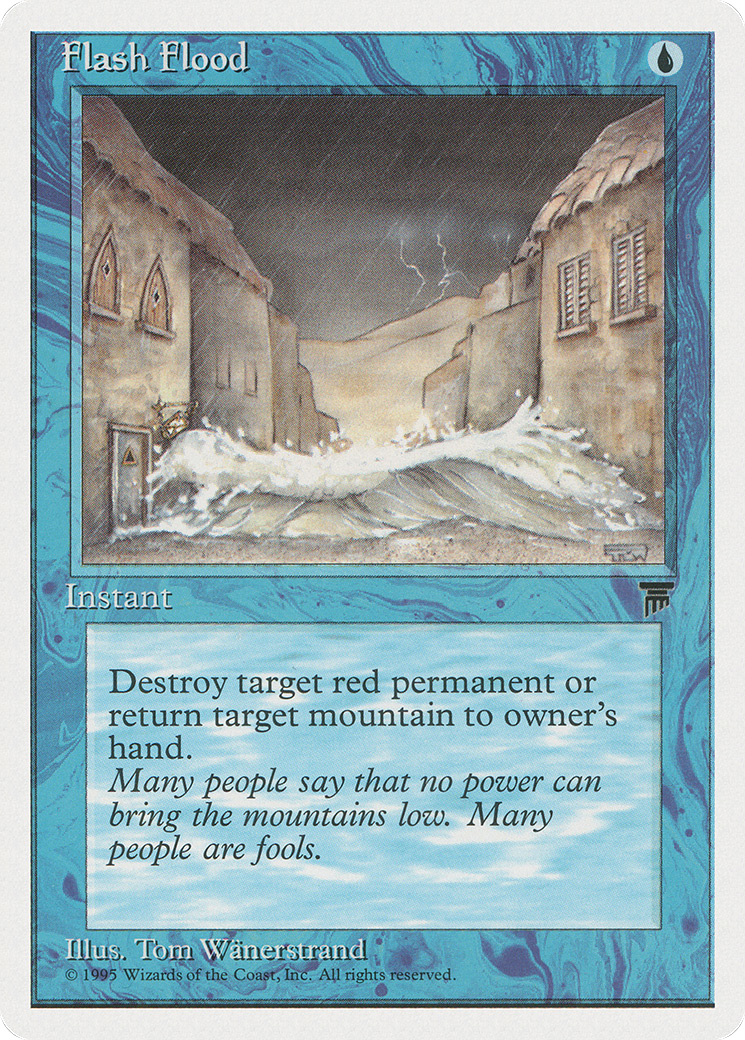 Flash Flood
Instant
Destroy target red permanent or
return target mountain to owner's
hand.
Many people say that no power can
bring the mountains low. Many
people are fools.
Illus. Tom Wänerstrand
© 1995 Wizards of the Coast, Inc. All rights reserved.